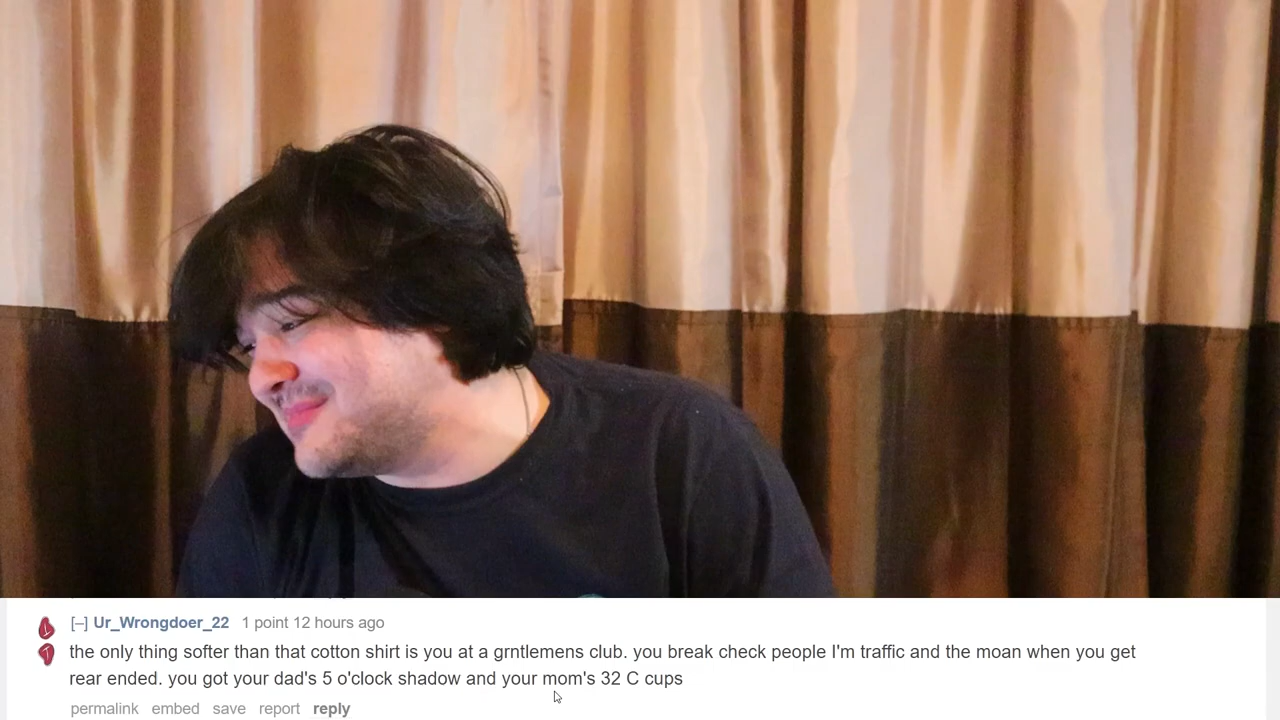 [–] Ur_Wrongdoer_22 1 point 12 hours ago
the only thing softer than that cotton shirt is you at a grntlemens club. you break check people I'm traffic and the moan when you get
rear ended. you got your dad's 5 o'clock shadow and your mom's 32 C cups
permalink embed save report reply